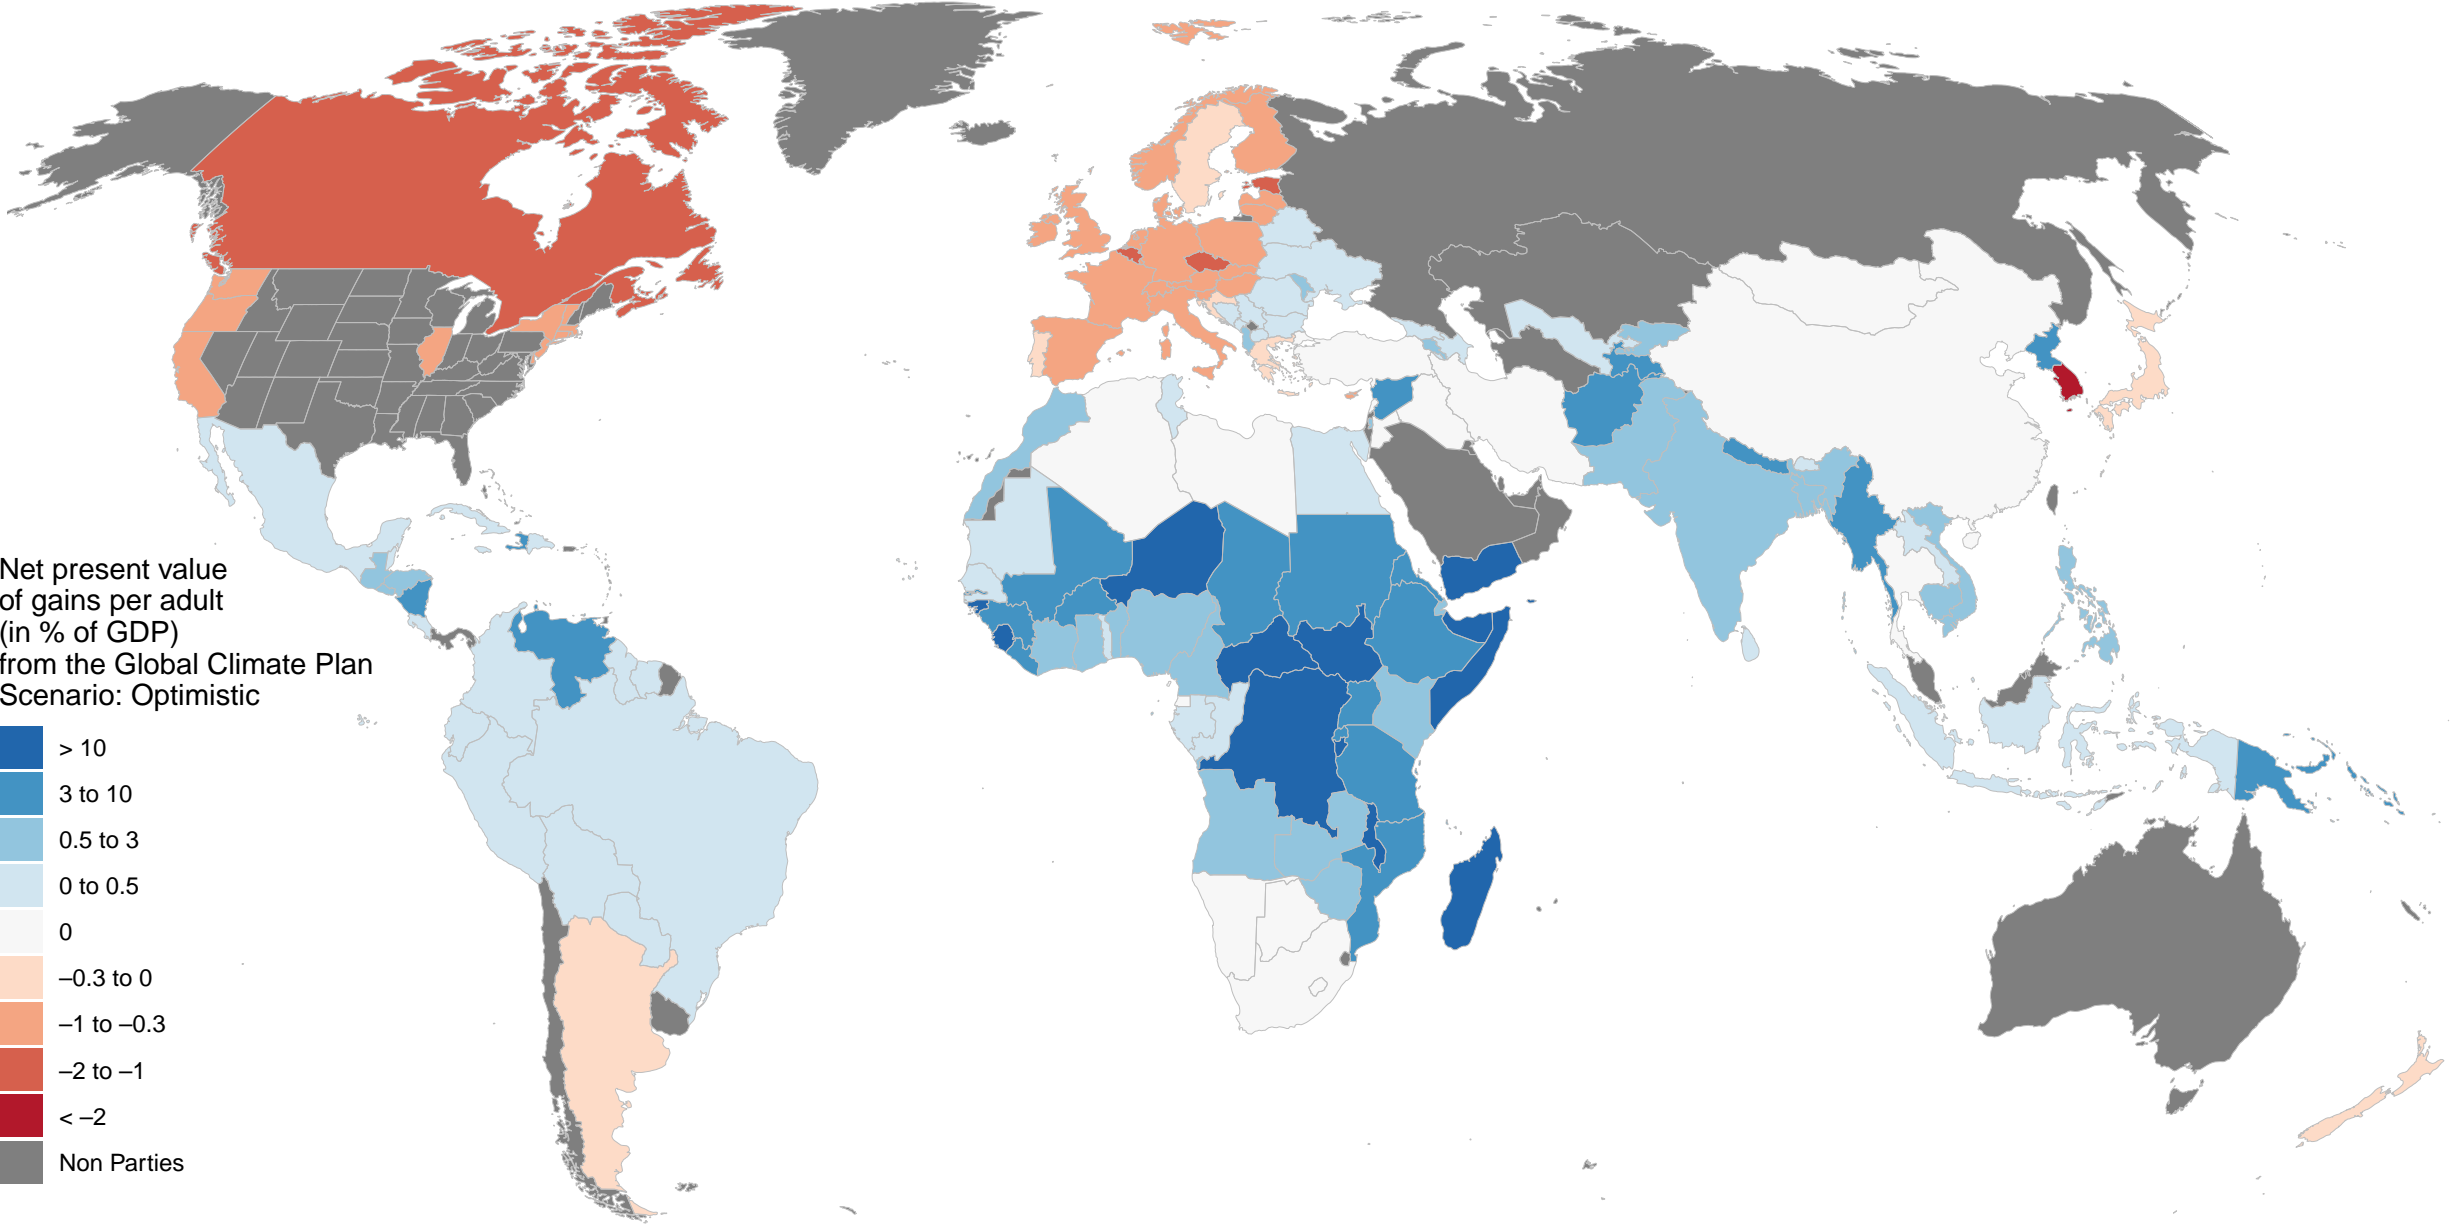 Net present value
of gains per adult
(in % of GDP)
from the Global Climate Plan
Scenario: Optimistic
> 10
3 to 10
0.5 to 3
0 to 0.5
0
–0.3 to 0
–1 to –0.3
–2 to –1
< –2
Non Parties